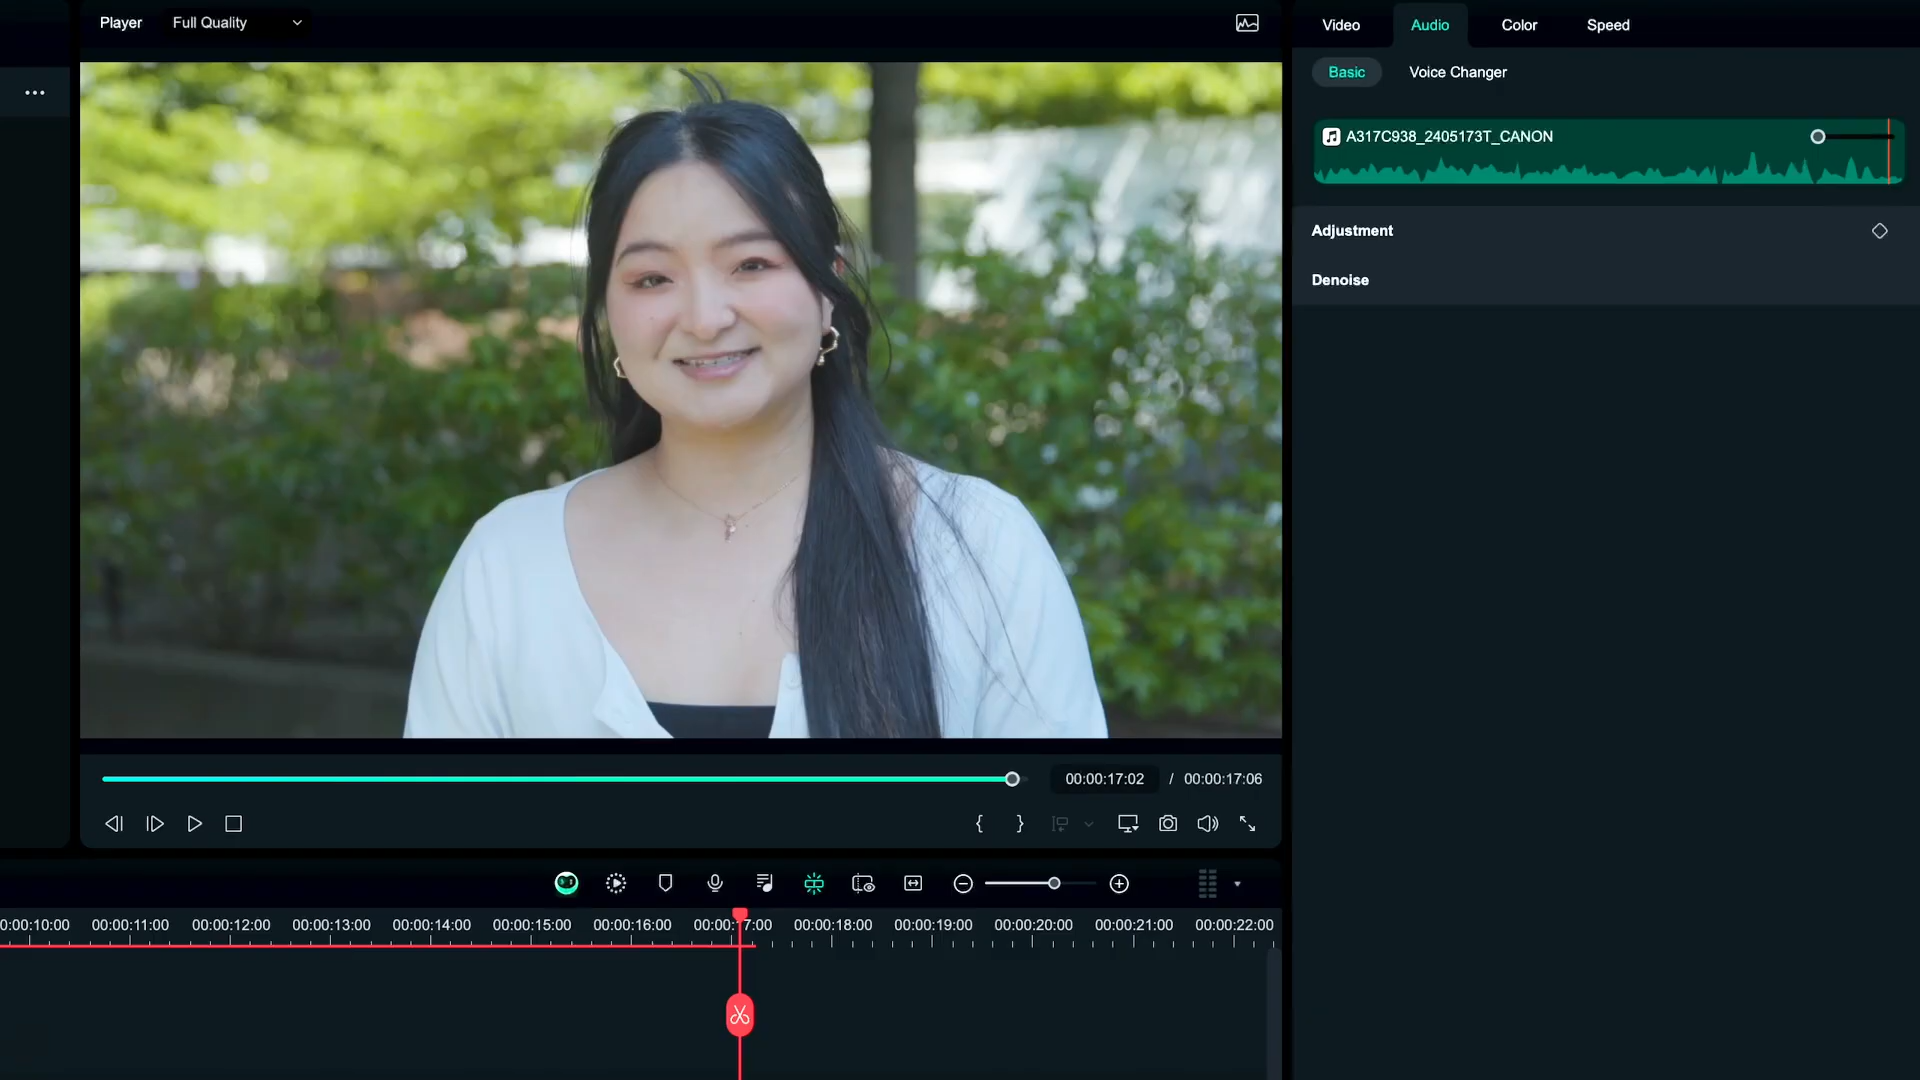 Player Full Quality
Video Audio Color Speed
Basic Voice Changer
A317C938_2405173T_CANON
Adjustment
Denoise
00:00:17:02 / 00:00:17:06
0:00:10:00 00:00:11:00 00:00:12:00 00:00:13:00 00:00:14:00 00:00:15:00 00:00:16:00 00:00:17:00 00:00:18:00 00:00:19:00 00:00:20:00 00:00:21:00 00:00:22:00